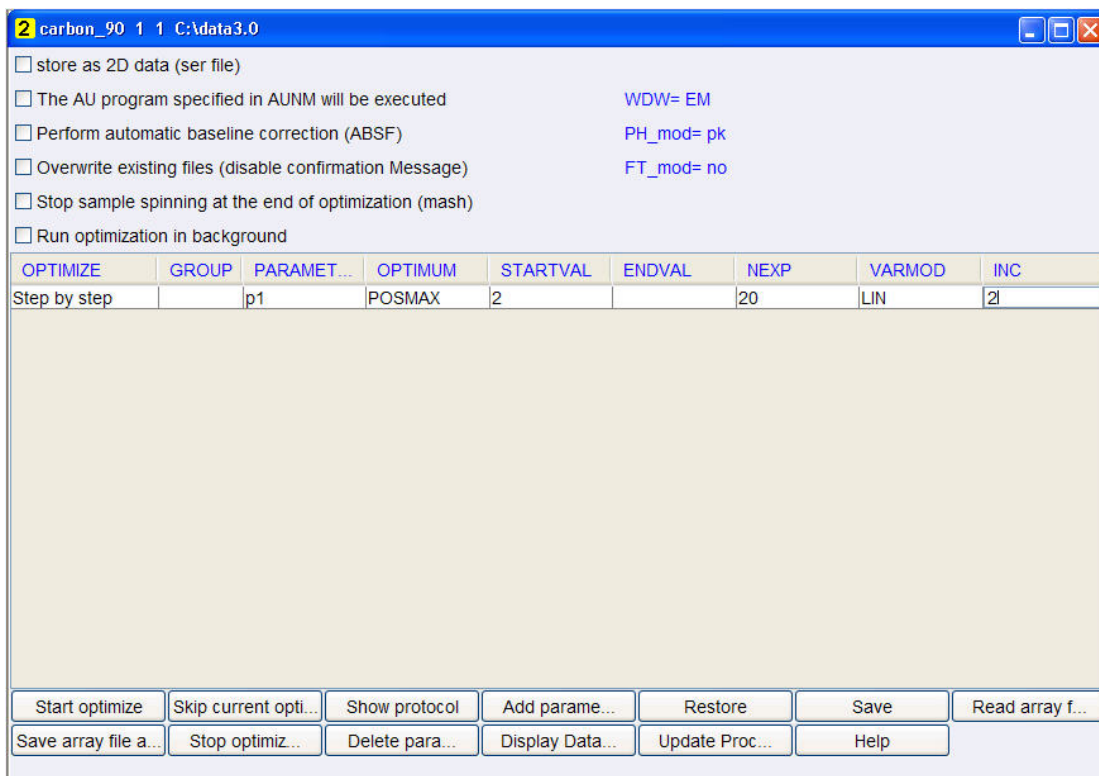 2 carbon_90 1 1 C:\data3.0
store as 2D data (ser file)
The AU program specified in AUNM will be executed WDW= EM
Perform automatic baseline correction (ABSF) PH_mod= pk
Overwrite existing files (disable confirmation Message) FT_mod= no
Stop sample spinning at the end of optimization (mash)
Run optimization in background
OPTIMIZE GROUP PARAMET... OPTIMUM STARTVAL ENDVAL NEXP VARMOD INC
Step by step p1 POSMAX 2 20 LIN 2
Start optimize Skip current opti... Show protocol Add parame... Restore Save Read array f...
Save array file a... Stop optimiz... Delete para... Display Data... Update Proc... Help